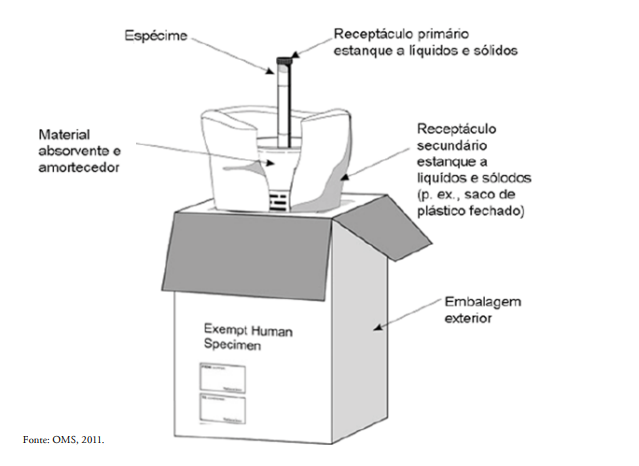 Espécime
Receptáculo primário
estanque a líquidos e sólidos
Material
absorvente e
amortecedor
Receptáculo
secundário
estanque a
líquidos e sólodos
(p. ex., saco de
plástico fechado)
Embalagem
exterior
Exempt Human
Specimen
Fonte: OMS, 2011.